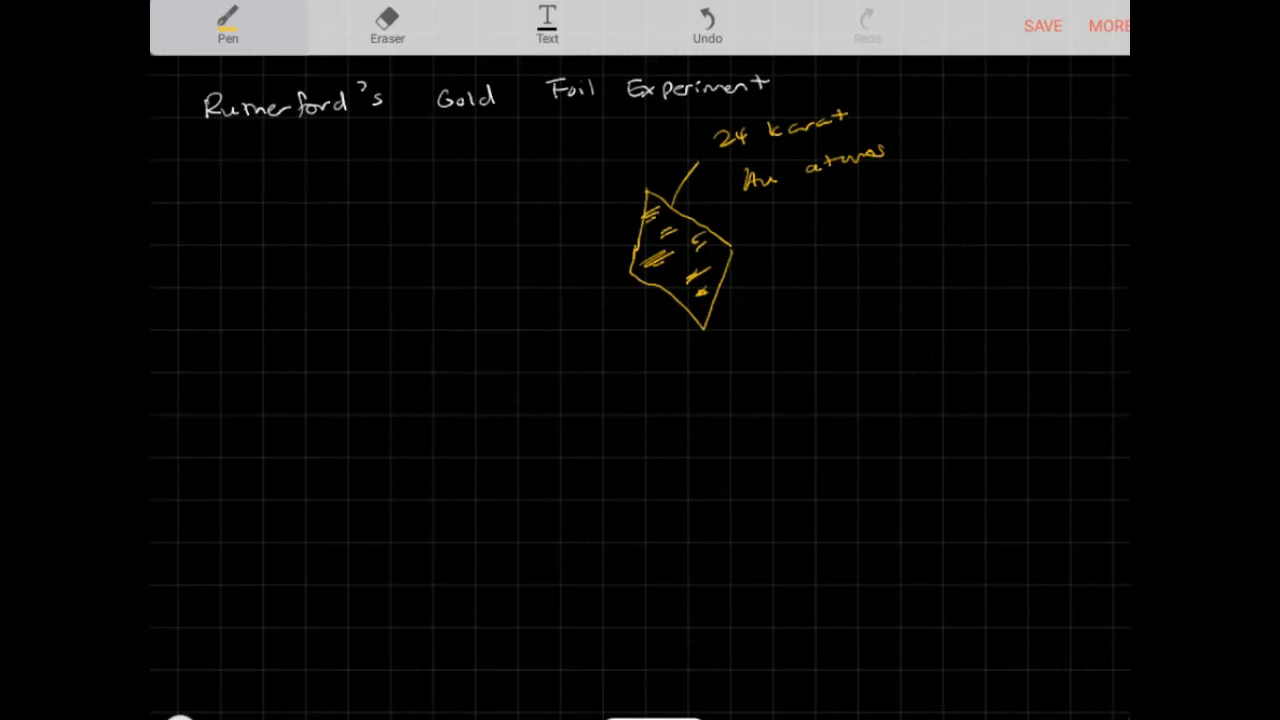 Pen Eraser Text Undo Redo SAVE MORE
Rutherford's Gold Foil Experiment
24 karat
Au atoms